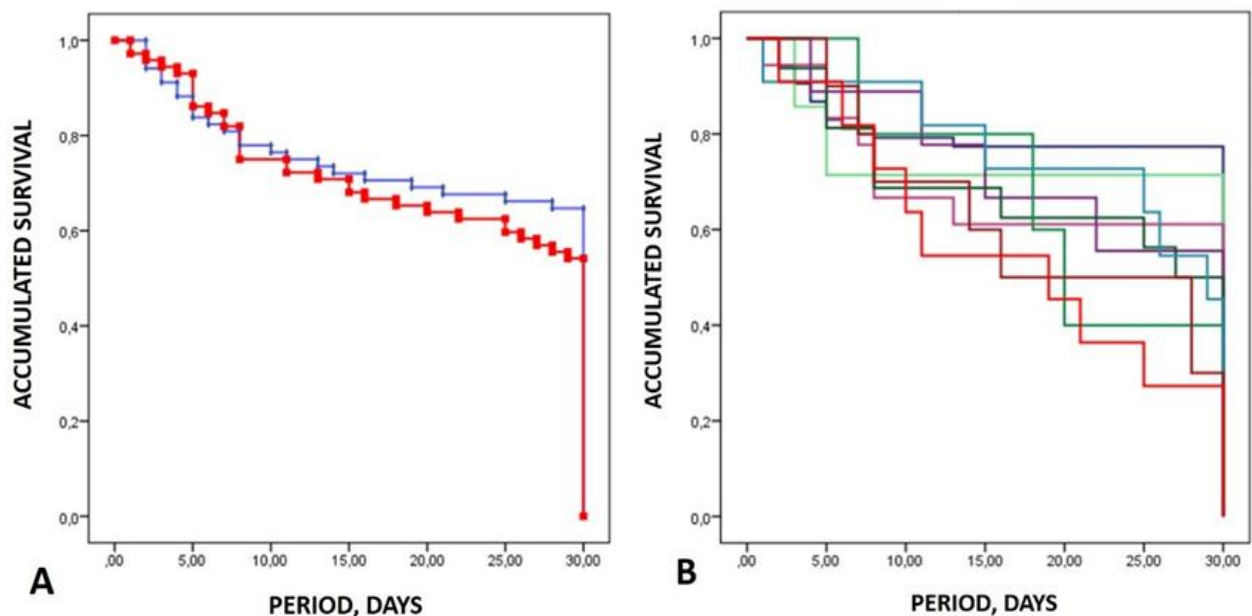 ACCUMULATED SURVIVAL
1,0
0,8
0,6
0,4
0,2
0,0
,00 5,00 10,00 15,00 20,00 25,00 30,00
A
PERIOD, DAYS
ACCUMULATED SURVIVAL
1,0
0,8
0,6
0,4
0,2
0,0
,00 5,00 10,00 15,00 20,00 25,00 30,00
B
PERIOD, DAYS